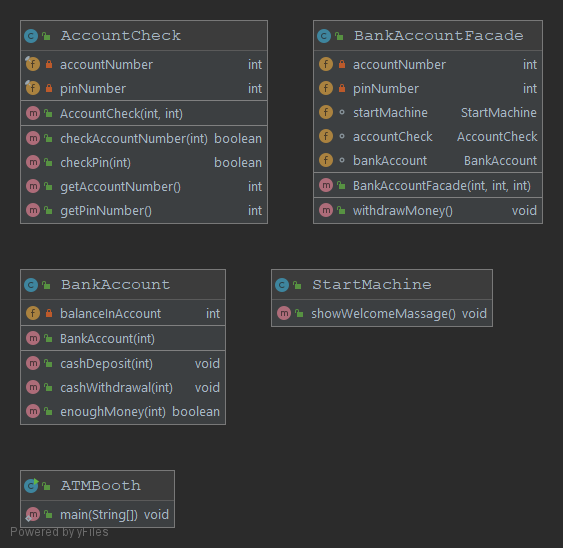 AccountCheck
accountNumber int
pinNumber int
AccountCheck(int, int)
checkAccountNumber(int) boolean
checkPin(int) boolean
getAccountNumber() int
getPinNumber() int
BankAccountFacade
accountNumber int
pinNumber int
startMachine StartMachine
accountCheck AccountCheck
bankAccount BankAccount
BankAccountFacade(int, int, int)
withdrawMoney() void
BankAccount
balanceInAccount int
BankAccount(int)
cashDeposit(int) void
cashWithdrawal(int) void
enoughMoney(int) boolean
StartMachine
showWelcomeMassage() void
ATMBooth
main(String[]) void
Powered by yFiles